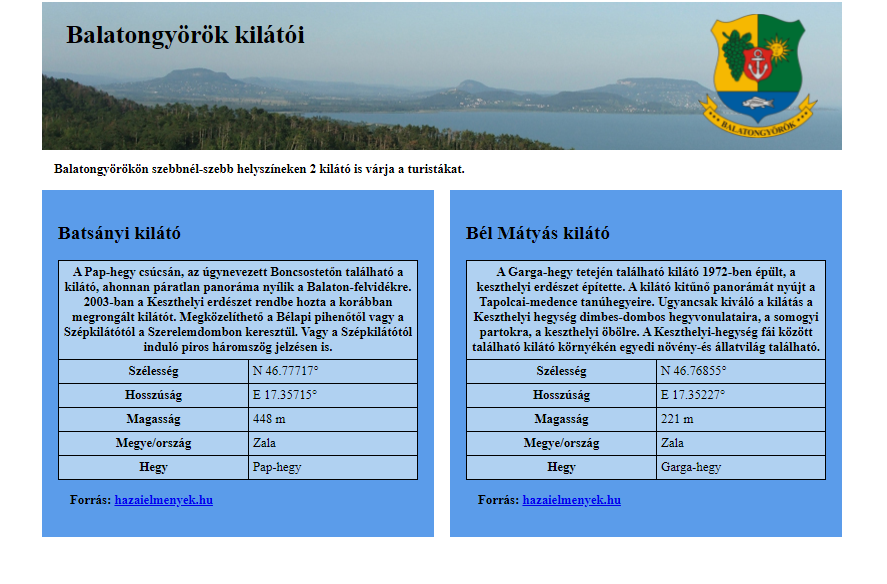 Balatongyörök kilátói
BALATONGYÖRÖK
Balatongyörökön szebbnél-szebb helyszíneken 2 kilátó is várja a turistákat.
Batsányi kilátó
A Pap-hegy csúcsán, az úgynevezett Boncsostetőn található a
kilátó, ahonnan páratlan panoráma nyílik a Balaton-felvidékre.
2003-ban a Keszthelyi erdészet rendbe hozta a korábban
megrongált kilátót. Megközelíthető a Bélapi pihenőtől vagy a
Szépkilátótól a Szerelemdombon keresztül. Vagy a Szépkilátótól
induló piros háromszög jelzésen is.
Szélesség N 46.77717°
Hosszúság E 17.35715°
Magasság 448 m
Megye/ország Zala
Hegy Pap-hegy
Forrás: hazaielmenyek.hu
Bél Mátyás kilátó
A Garga-hegy tetején található kilátó 1972-ben épült, a
keszthelyi erdészet építette. A kilátó kitűnő panorámát nyújt a
Tapolcai-medence tanúhegyeire. Ugyancsak kiváló a kilátás a
Keszthelyi hegység dimbes-dombos hegyvonulataira, a somogyi
partokra, a keszthelyi öbölre. A Keszthelyi-hegység fái között
található kilátó környékén egyedi növény-és állatvilág található.
Szélesség N 46.76855°
Hosszúság E 17.35227°
Magasság 221 m
Megye/ország Zala
Hegy Garga-hegy
Forrás: hazaielmenyek.hu